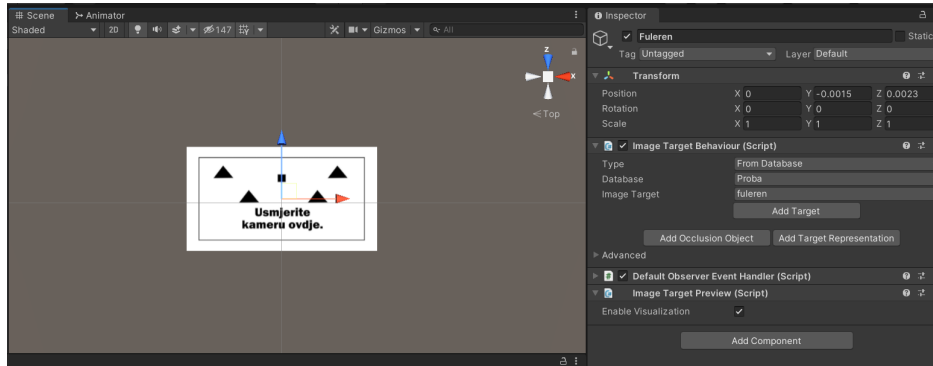 Scene
Animator
Shaded
2D
147
Gizmos
All
z
x
Top
Usmjerite
kameru ovdje.
Inspector
Fuleren
Static
Tag Untagged Layer Default
Transform
Position X 0 Y -0.0015 Z 0.0023
Rotation X 0 Y 0 Z 0
Scale X 1 Y 1 Z 1
Image Target Behaviour (Script)
Type From Database
Database Proba
Image Target fuleren
Add Target
Add Occlusion Object Add Target Representation
Advanced
Default Observer Event Handler (Script)
Image Target Preview (Script)
Enable Visualization
Add Component